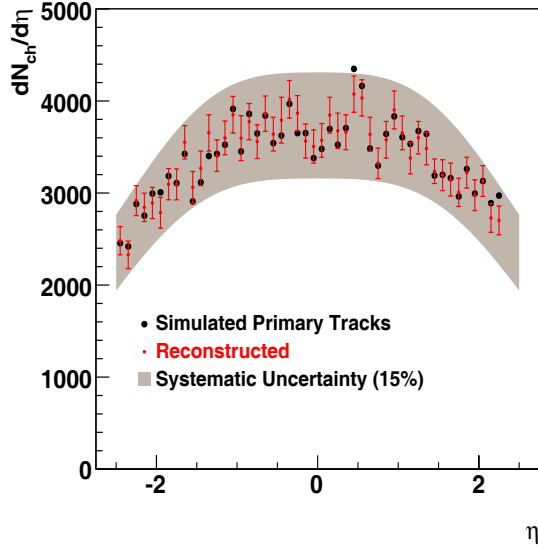 dN_ch/dη
5000
4000
3000
2000
1000
0
Simulated Primary Tracks
Reconstructed
Systematic Uncertainty (15%)
-2 0 2
η